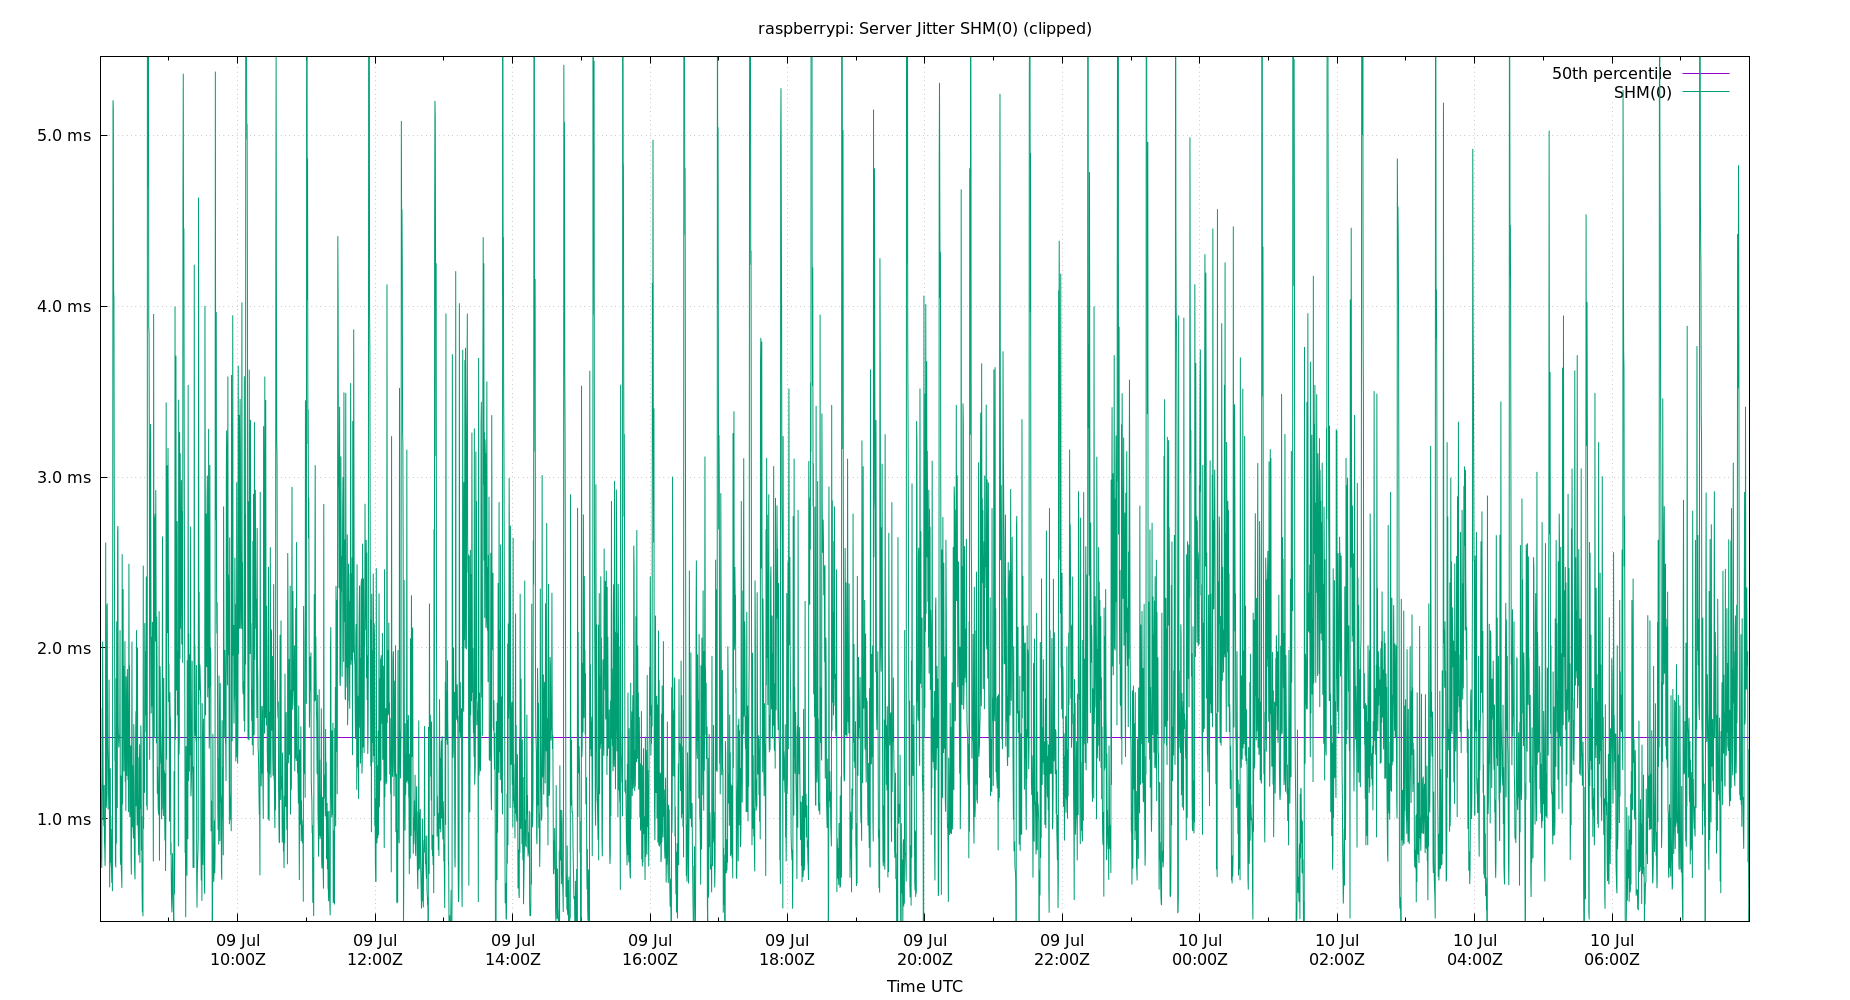 raspberrypi: Server Jitter SHM(0) (clipped)
50th percentile
SHM(0)
5.0 ms
4.0 ms
3.0 ms
2.0 ms
1.0 ms
09 Jul 10:00Z
09 Jul 12:00Z
09 Jul 14:00Z
09 Jul 16:00Z
09 Jul 18:00Z
09 Jul 20:00Z
09 Jul 22:00Z
10 Jul 00:00Z
10 Jul 02:00Z
10 Jul 04:00Z
10 Jul 06:00Z
Time UTC